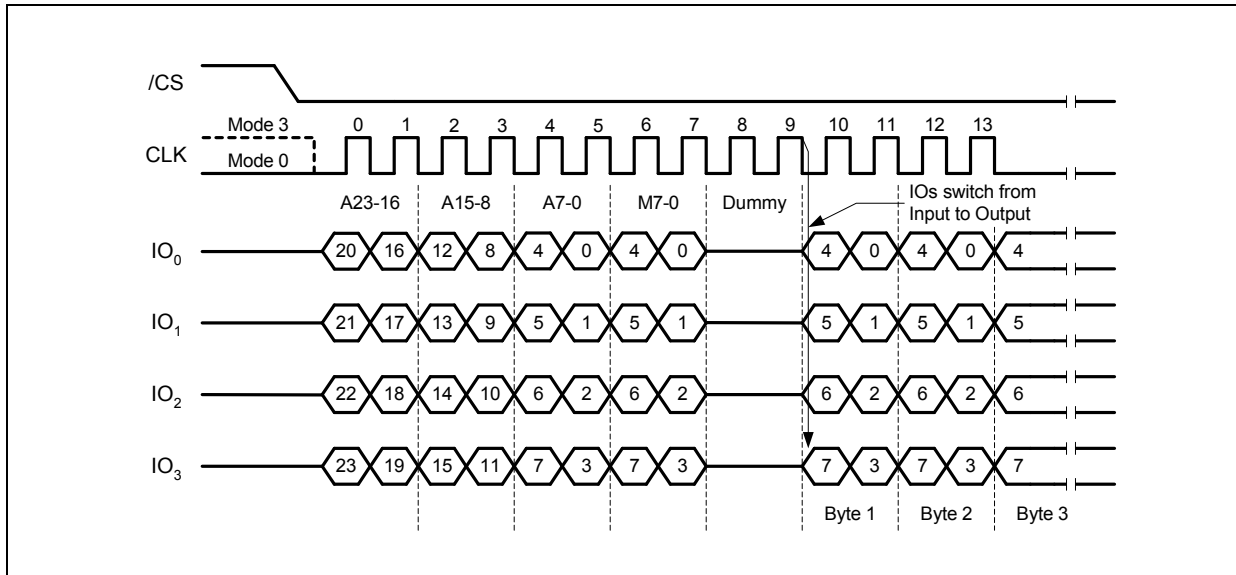 /CS
Mode 3
CLK
Mode 0
0 1 2 3 4 5 6 7 8 9 10 11 12 13
A23-16 A15-8 A7-0 M7-0 Dummy
IOs switch from
Input to Output
IO0 20 16 12 8 4 0 4 0 4 0 4 0 4
IO1 21 17 13 9 5 1 5 1 5 1 5 1 5
IO2 22 18 14 10 6 2 6 2 6 2 6 2 6
IO3 23 19 15 11 7 3 7 3 7 3 7 3 7
Byte 1 Byte 2 Byte 3